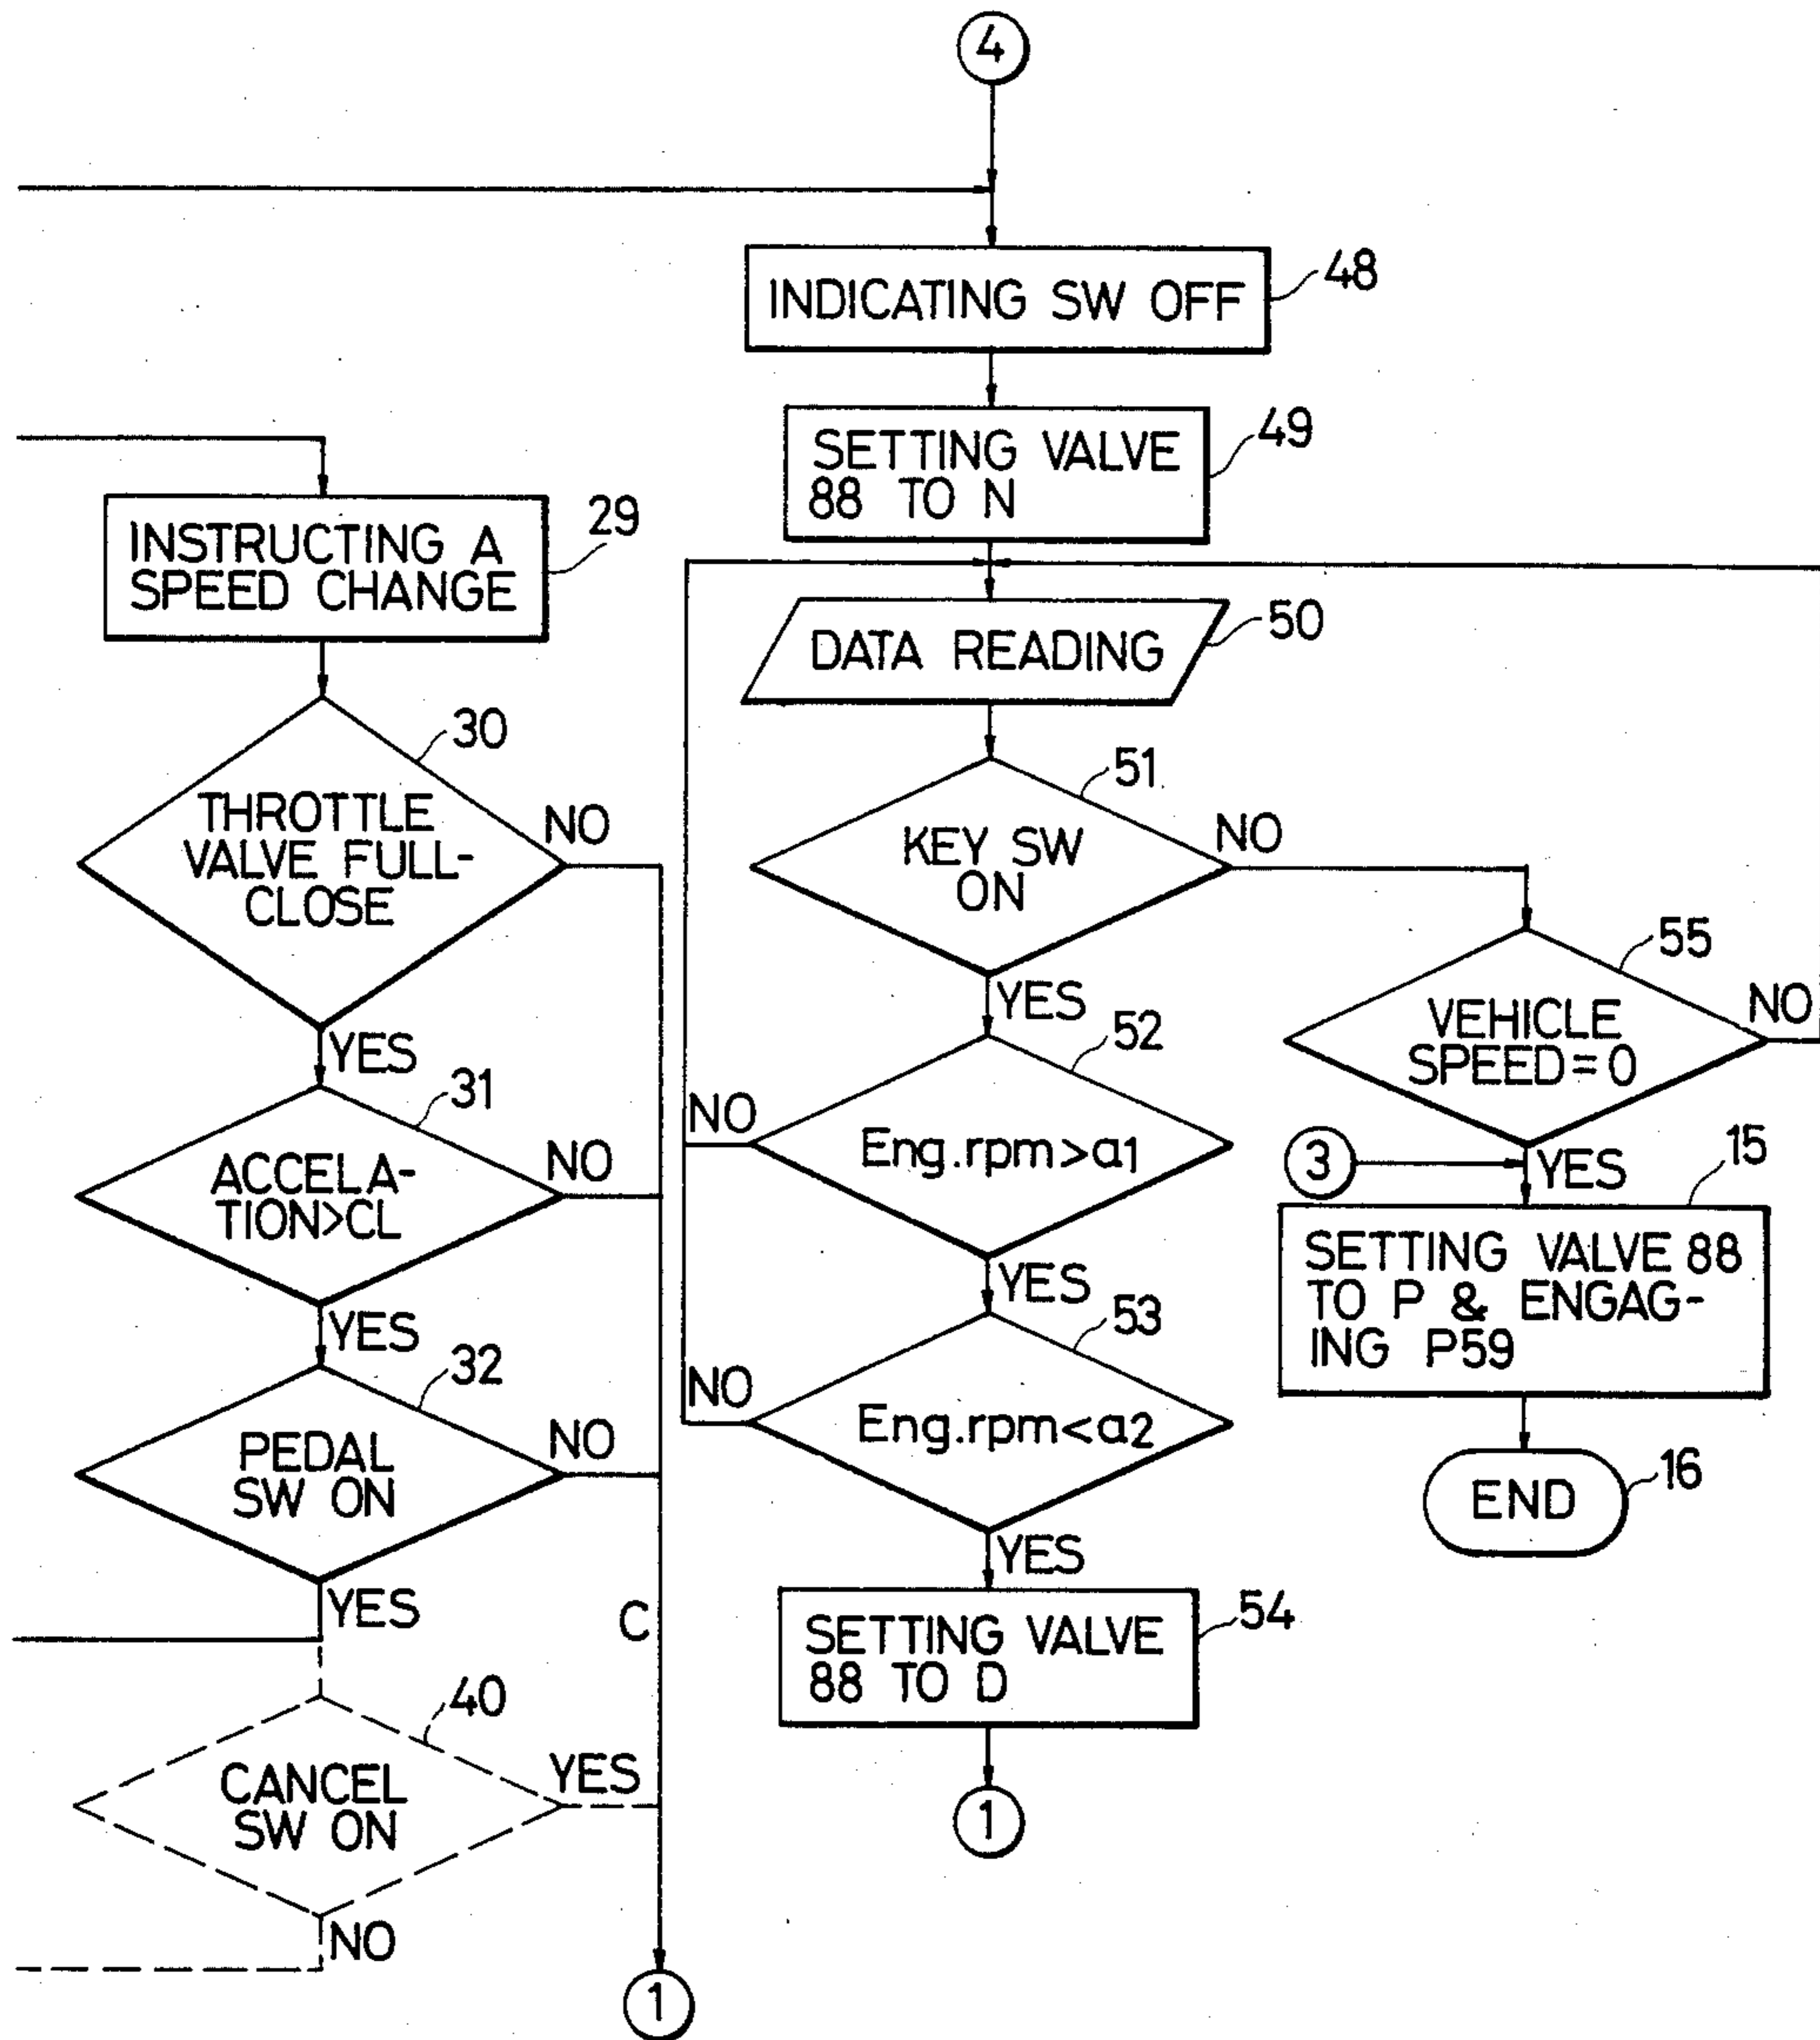 4
INDICATING SW OFF
48
SETTING VALVE
88 TO N
49
INSTRUCTING A
SPEED CHANGE
29
DATA READING
50
THROTTLE
VALVE FULL-
CLOSE
30
NO
YES
KEY SW
ON
51
NO
YES
VEHICLE
SPEED=0
55
NO
YES
ACCELA-
TION>CL
31
NO
YES
Eng.rpm>a1
52
NO
YES
3
SETTING VALVE 88
TO P & ENGAG-
ING P59
15
PEDAL
SW ON
32
NO
YES
Eng.rpm<a2
53
NO
YES
END
16
C
SETTING VALVE
88 TO D
54
CANCEL
SW ON
40
YES
NO
1
1